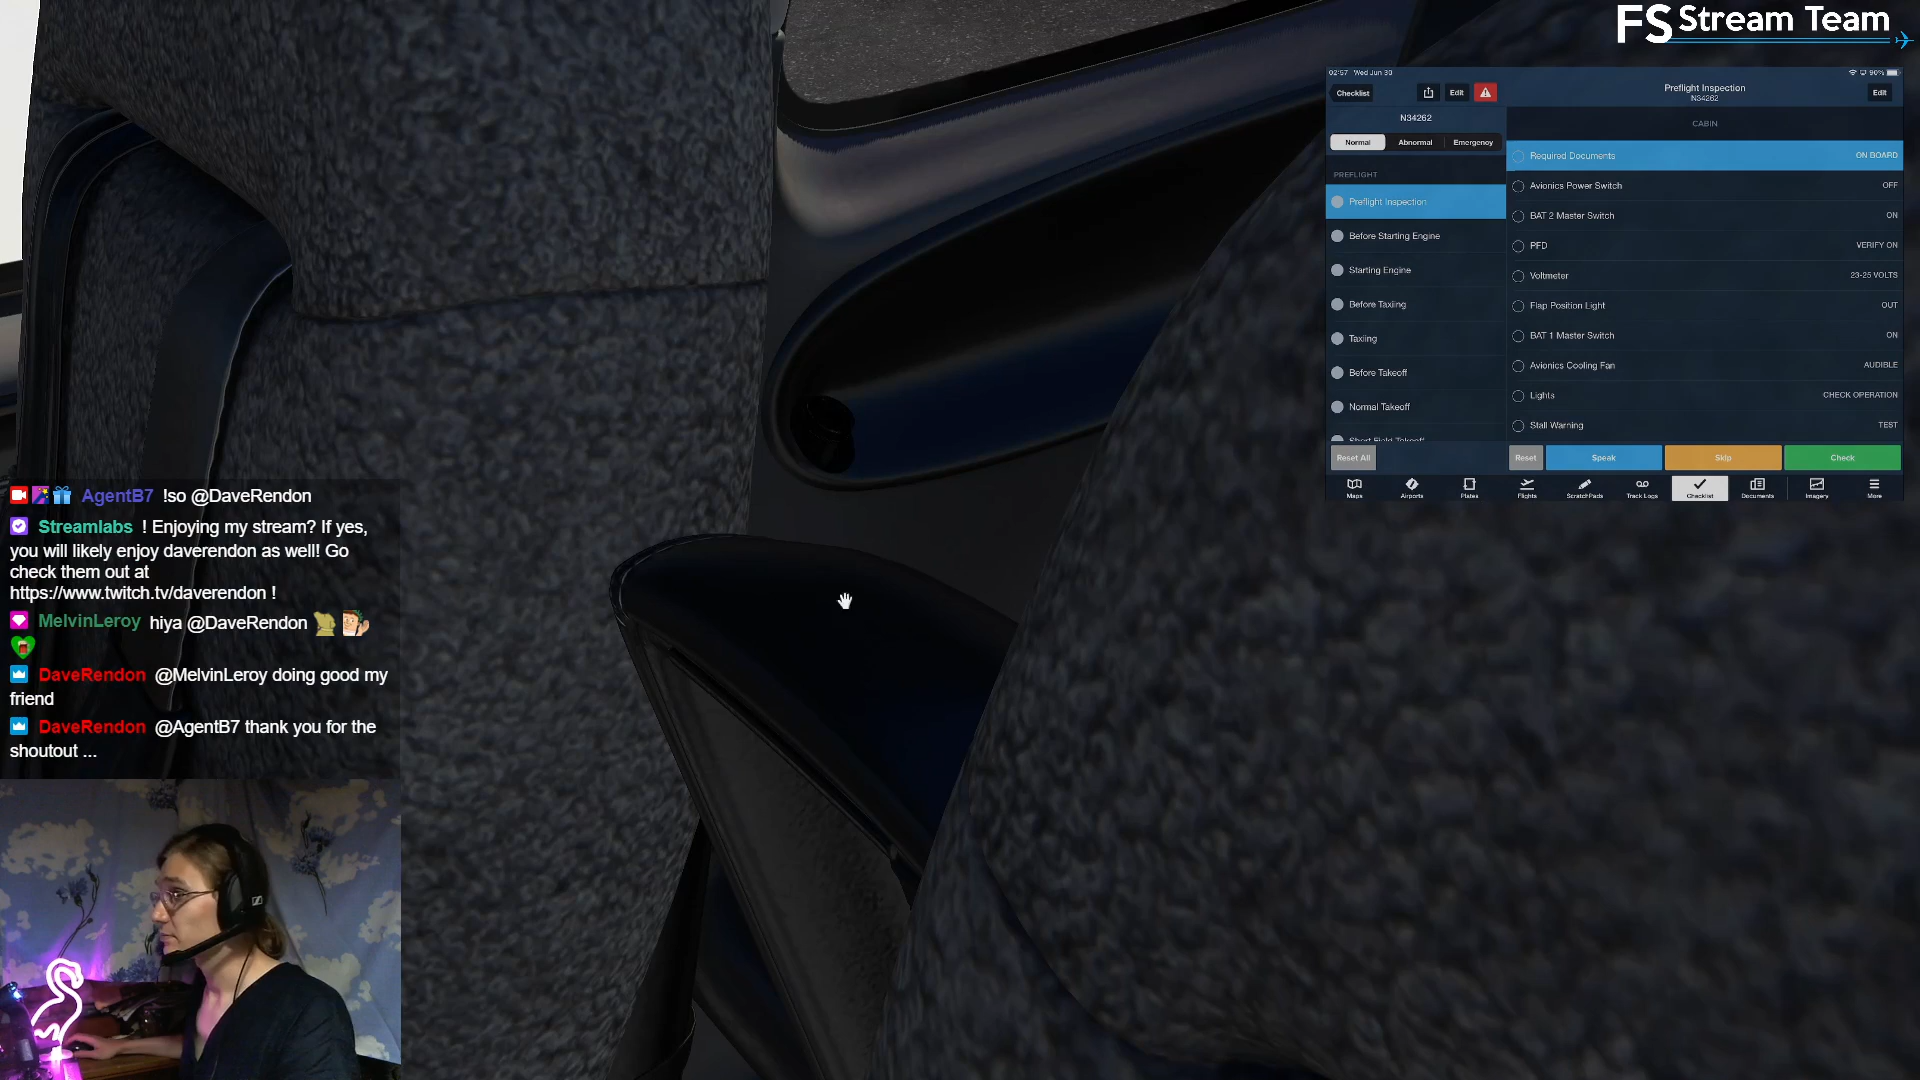 FS Stream Team
02:57 Wed Jun 30
90%
Checklist
Edit
Preflight Inspection
N34262
Edit
N34262
CABIN
Normal
Abnormal
Emergency
PREFLIGHT
Preflight Inspection
Before Starting Engine
Starting Engine
Before Taxiing
Taxiing
Before Takeoff
Normal Takeoff
Short Field Takeoff
Required Documents ON BOARD
Avionics Power Switch OFF
BAT 2 Master Switch ON
PFD VERIFY ON
Voltmeter 23-25 VOLTS
Flap Position Light OUT
BAT 1 Master Switch ON
Avionics Cooling Fan AUDIBLE
Lights CHECK OPERATION
Stall Warning TEST
Reset All
Reset
Speak
Skip
Check
Maps
Airports
Plates
Flights
ScratchPads
Track Logs
Checklist
Documents
Imagery
More
AgentB7 !so @DaveRendon
Streamlabs ! Enjoying my stream? If yes,
you will likely enjoy daverendon as well! Go
check them out at
https://www.twitch.tv/daverendon !
MelvinLeroy hiya @DaveRendon
DaveRendon @MelvinLeroy doing good my
friend
DaveRendon @AgentB7 thank you for the
shoutout ...